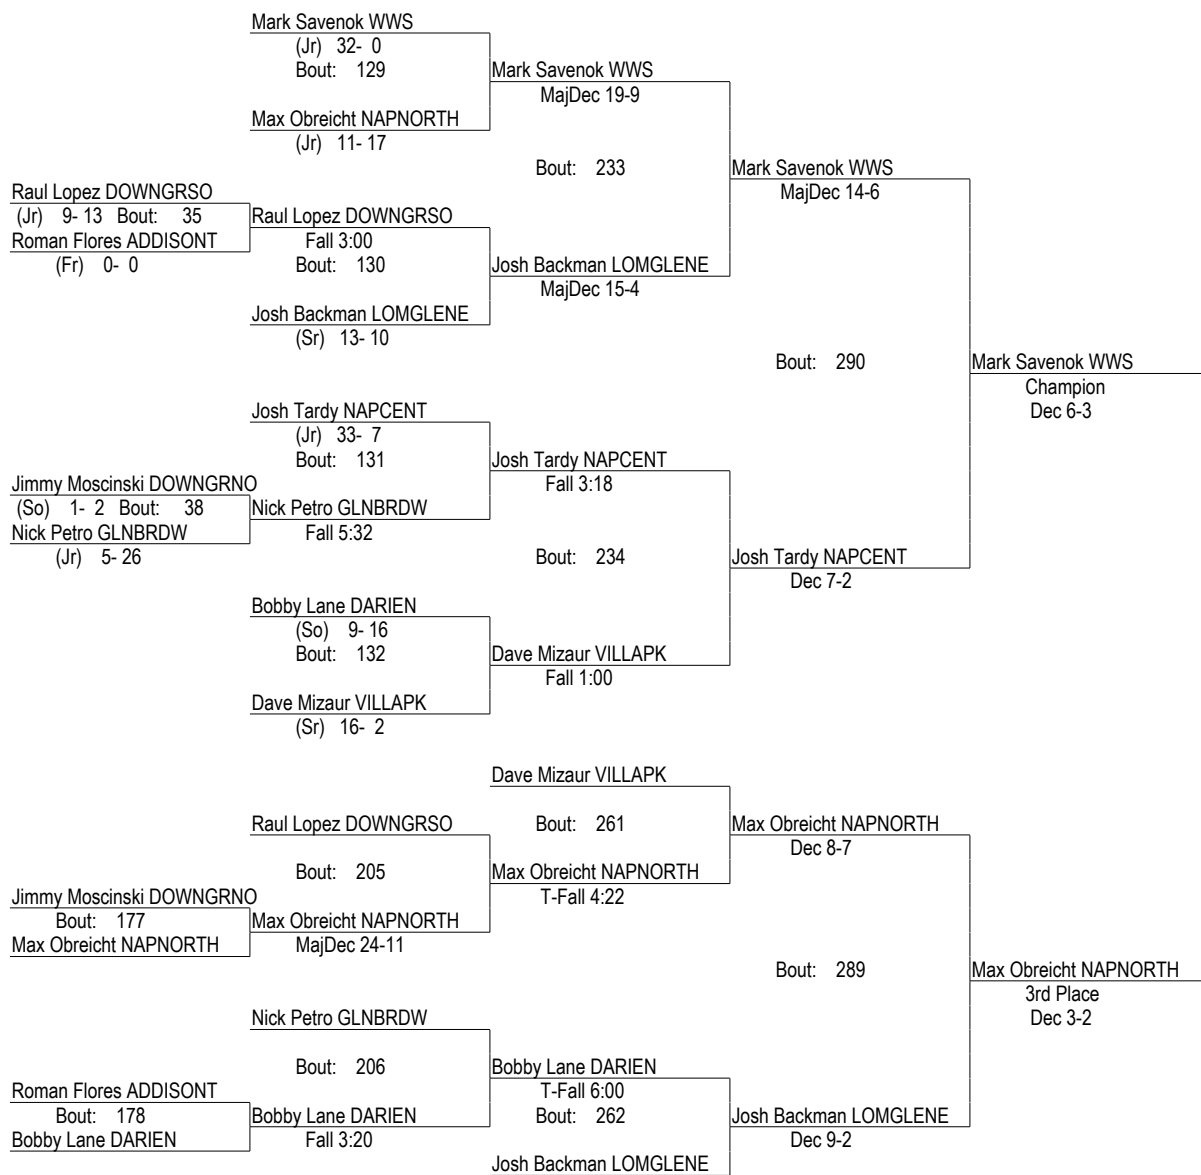 Mark Savenok WWS
(Jr) 32- 0
Bout: 129
Mark Savenok WWS
MajDec 19-9
Max Obreicht NAPNORTH
(Jr) 11- 17
Bout: 233
Mark Savenok WWS
MajDec 14-6
Raul Lopez DOWNGRSO
(Jr) 9- 13 Bout: 35
Raul Lopez DOWNGRSO
Roman Flores ADDISONT
Fall 3:00
(Fr) 0- 0
Bout: 130
Josh Backman LOMGLENE
MajDec 15-4
Josh Backman LOMGLENE
(Sr) 13- 10
Bout: 290
Mark Savenok WWS
Champion
Dec 6-3
Josh Tardy NAPCENT
(Jr) 33- 7
Bout: 131
Josh Tardy NAPCENT
Fall 3:18
Jimmy Moscinski DOWNGRNO
(So) 1- 2 Bout: 38
Nick Petro GLNBRDW
Nick Petro GLNBRDW
Fall 5:32
(Jr) 5- 26
Bout: 234
Josh Tardy NAPCENT
Dec 7-2
Bobby Lane DARIEN
(So) 9- 16
Bout: 132
Dave Mizaur VILLAPK
Fall 1:00
Dave Mizaur VILLAPK
(Sr) 16- 2
Dave Mizaur VILLAPK
Raul Lopez DOWNGRSO
Bout: 261
Max Obreicht NAPNORTH
Dec 8-7
Bout: 205
Max Obreicht NAPNORTH
T-Fall 4:22
Jimmy Moscinski DOWNGRNO
Bout: 177
Max Obreicht NAPNORTH
Max Obreicht NAPNORTH
MajDec 24-11
Bout: 289
Max Obreicht NAPNORTH
3rd Place
Dec 3-2
Nick Petro GLNBRDW
Bout: 206
Bobby Lane DARIEN
T-Fall 6:00
Roman Flores ADDISONT
Bout: 178
Bobby Lane DARIEN
Bout: 262
Josh Backman LOMGLENE
Bobby Lane DARIEN
Fall 3:20
Dec 9-2
Josh Backman LOMGLENE